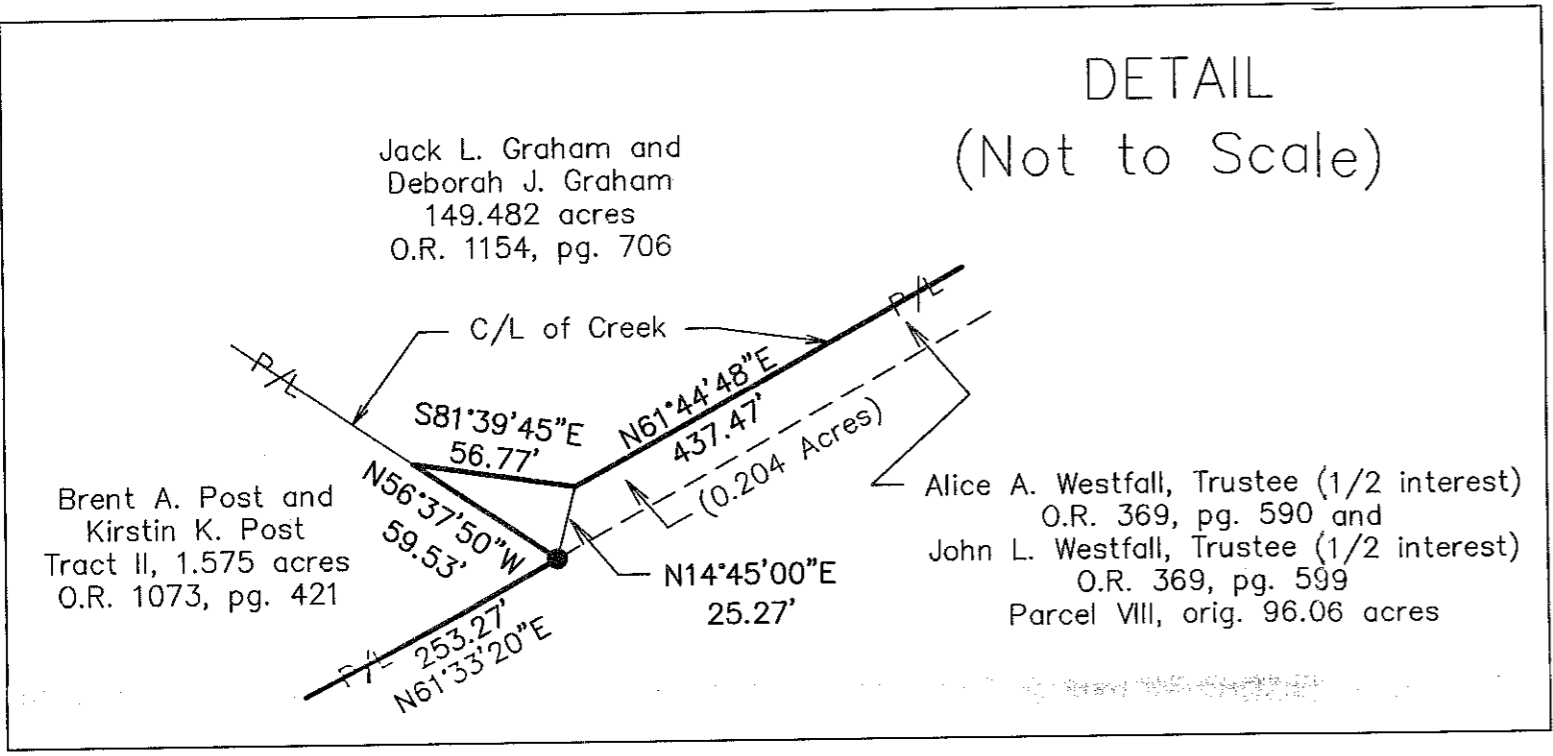 DETAIL
(Not to Scale)
Jack L. Graham and
Deborah J. Graham
149.482 acres
O.R. 1154, pg. 706
C/L of Creek
P/L
P/L
S81°39'45"E
56.77'
N61°44'48"E
437.47'
(0.204 Acres)
N56°37'50"W
59.53'
Brent A. Post and
Kirstin K. Post
Tract II, 1.575 acres
O.R. 1073, pg. 421
N14°45'00"E
25.27'
Alice A. Westfall, Trustee (1/2 interest)
O.R. 369, pg. 590 and
John L. Westfall, Trustee (1/2 interest)
O.R. 369, pg. 599
Parcel VIII, orig. 96.06 acres
P/L
253.27'
N61°33'20"E